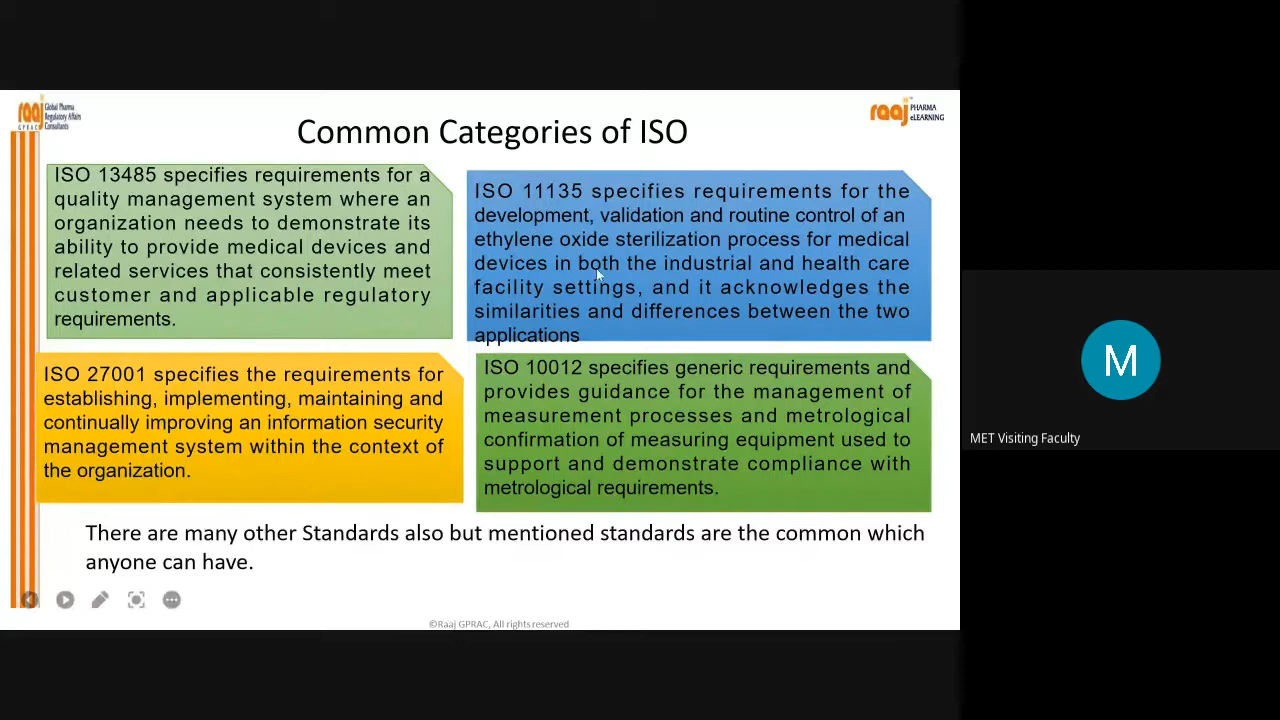 raaj
GPRAC
Global Pharma
Regulatory Affairs
Consultants
raaj
PHARMA
eLEARNING
Common Categories of ISO
ISO 13485 specifies requirements for a
quality management system where an
organization needs to demonstrate its
ability to provide medical devices and
related services that consistently meet
customer and applicable regulatory
requirements.
ISO 11135 specifies requirements for the
development, validation and routine control of an
ethylene oxide sterilization process for medical
devices in both the industrial and health care
facility settings, and it acknowledges the
similarities and differences between the two
applications
ISO 27001 specifies the requirements for
establishing, implementing, maintaining and
continually improving an information security
management system within the context of
the organization.
ISO 10012 specifies generic requirements and
provides guidance for the management of
measurement processes and metrological
confirmation of measuring equipment used to
support and demonstrate compliance with
metrological requirements.
There are many other Standards also but mentioned standards are the common which
anyone can have.
©Raaj GPRAC, All rights reserved
M
MET Visiting Faculty